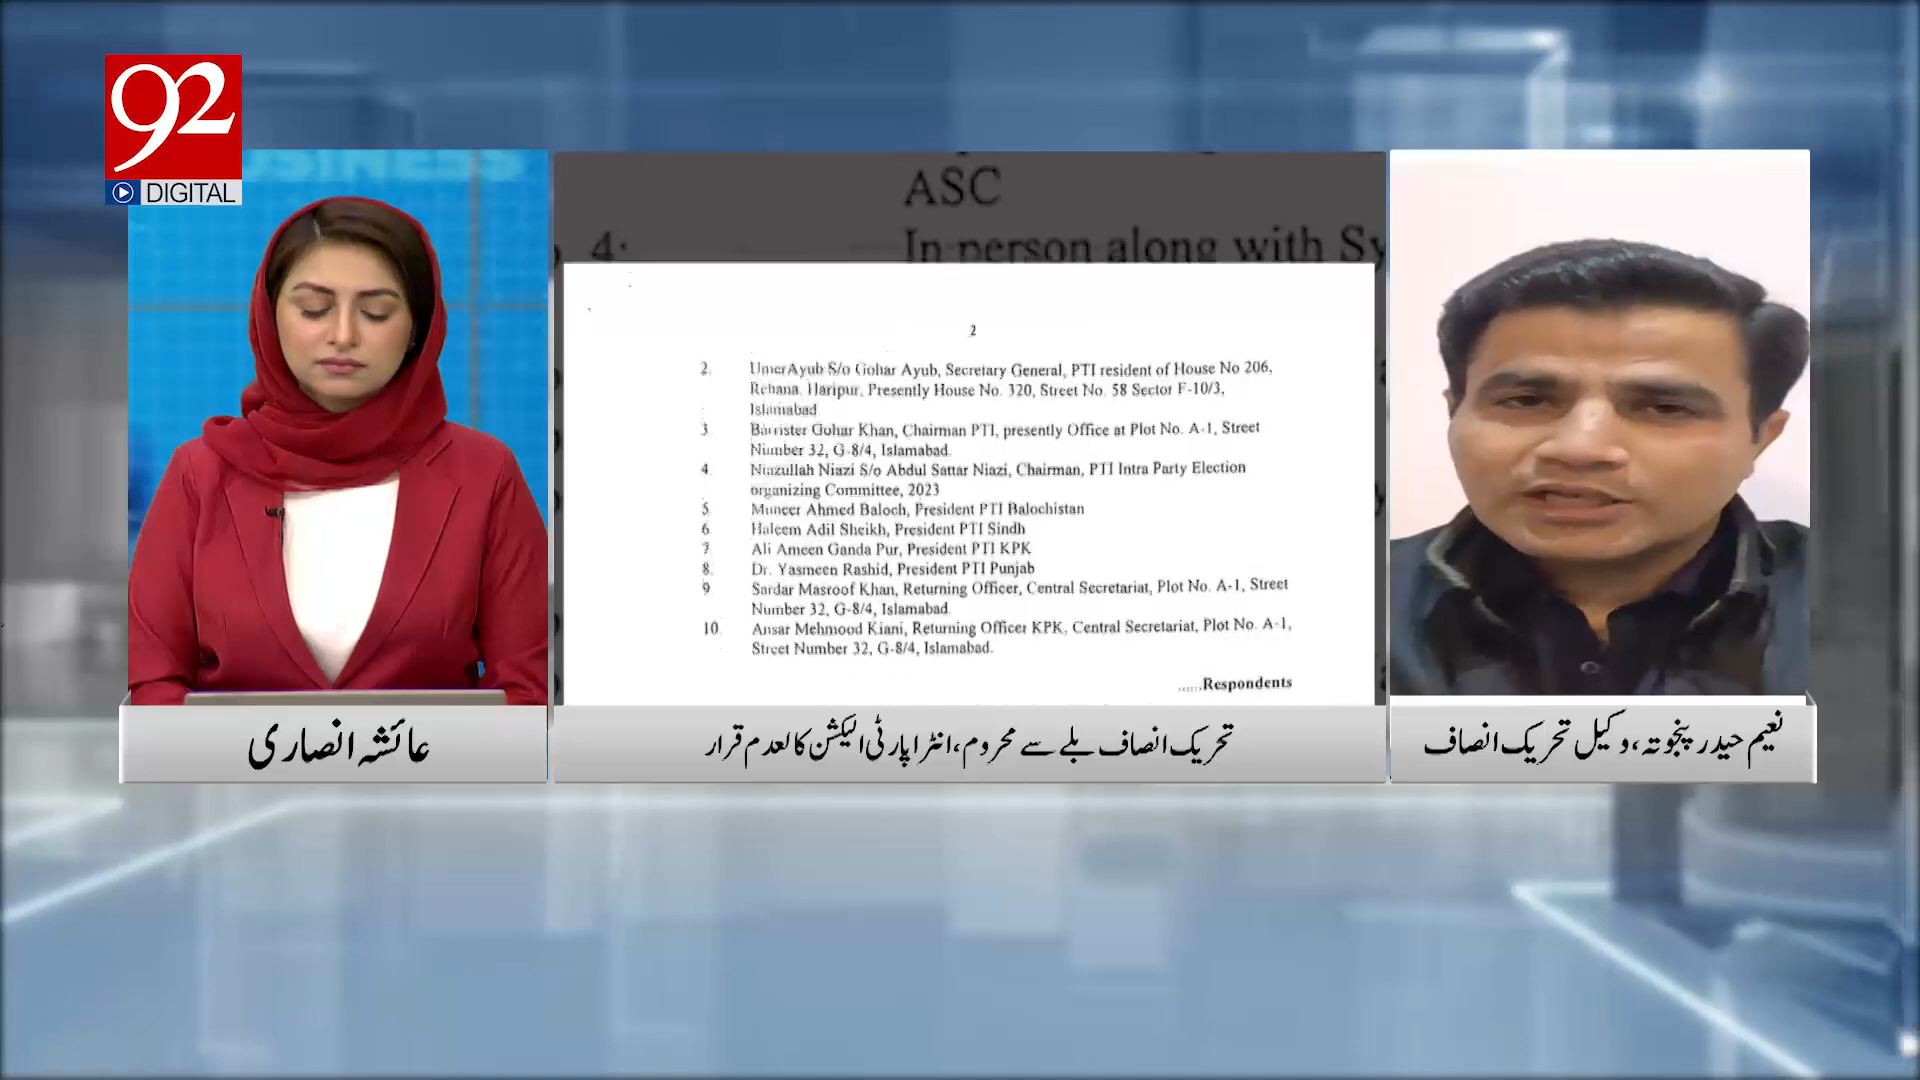 92
DIGITAL
BUSINESS
ASC
4:
In person along with Sy
2
2. UmerAyub S/o Gohar Ayub, Secretary General, PTI resident of House No 206,
Rehana, Haripur, Presently House No. 320, Street No. 58 Sector F-10/3,
Islamabad
3 Barrister Gohar Khan, Chairman PTI, presently Office at Plot No. A-1, Street
Number 32, G-8/4, Islamabad.
4. Niazullah Niazi S/o Abdul Sattar Niazi, Chairman, PTI Intra Party Election
organizing Committee, 2023
5. Muneer Ahmed Baloch, President PTI Balochistan
6. Haleem Adil Sheikh, President PTI Sindh
7 Ali Ameen Ganda Pur, President PTI KPK
8. Dr. Yasmeen Rashid, President PTI Punjab
9 Sardar Masroof Khan, Returning Officer, Central Secretariat, Plot No. A-1, Street
Number 32, G-8/4, Islamabad.
10. Ansar Mehmood Kiani, Returning Officer KPK, Central Secretariat, Plot No. A-1,
Street Number 32, G-8/4, Islamabad.
.....Respondents
عائشہ انصاری
تحریک انصاف بلے سے محروم، انٹرا پارٹی الیکشن کالعدم قرار
نعیم حیدر پنجوتہ، وکیل تحریک انصاف